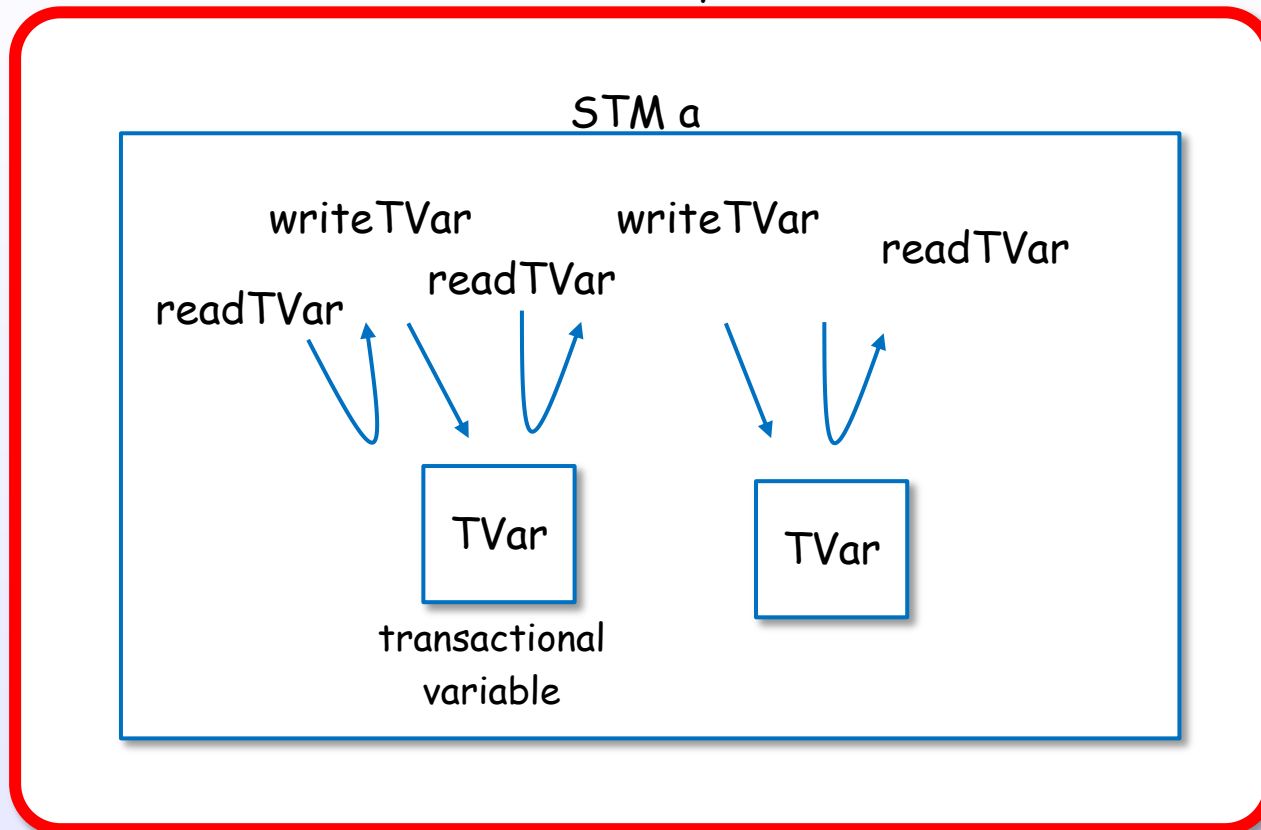 STM a
writeTVar
writeTVar
readTVar
readTVar
readTVar
TVar
TVar
transactional
variable